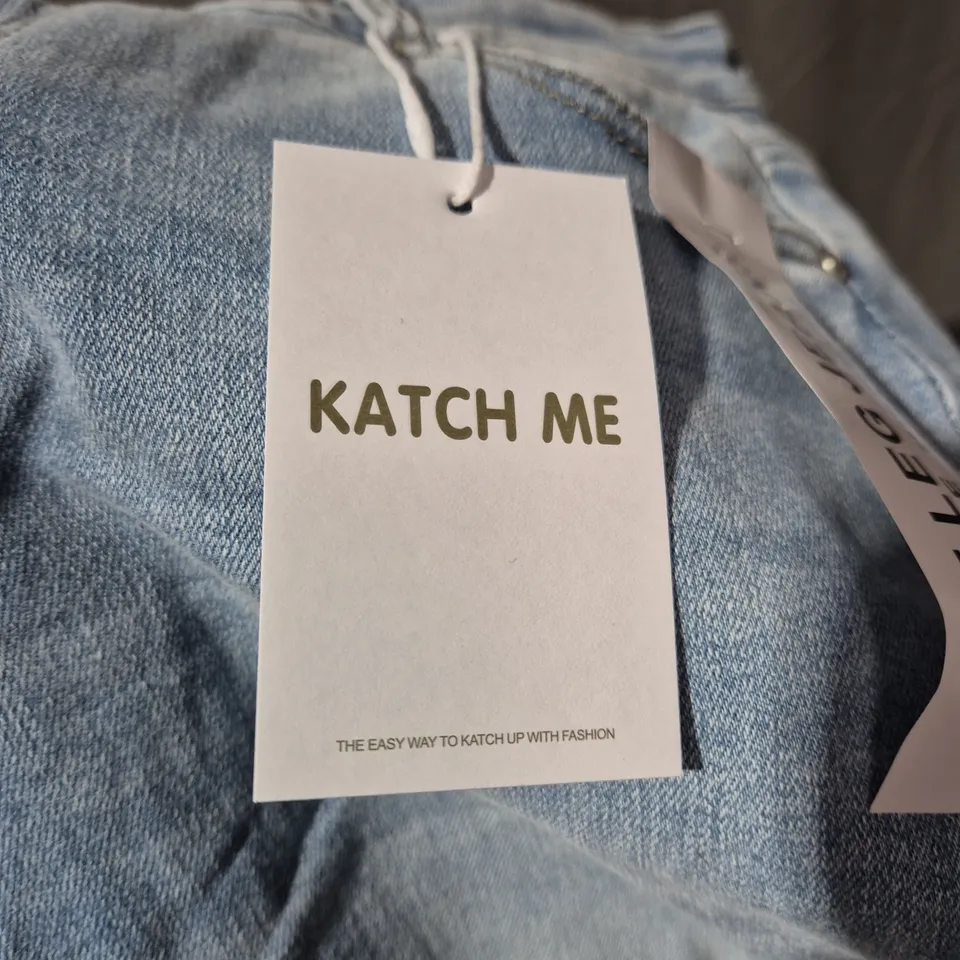 KATCH ME
THE EASY WAY TO KATCH UP WITH FASHION